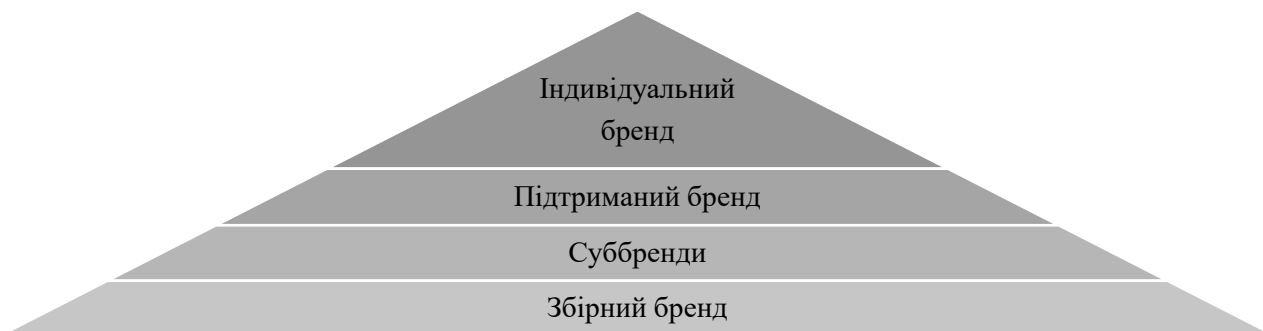 Індивідуальний
бренд
Підтриманий бренд
Суббренди
Збірний бренд